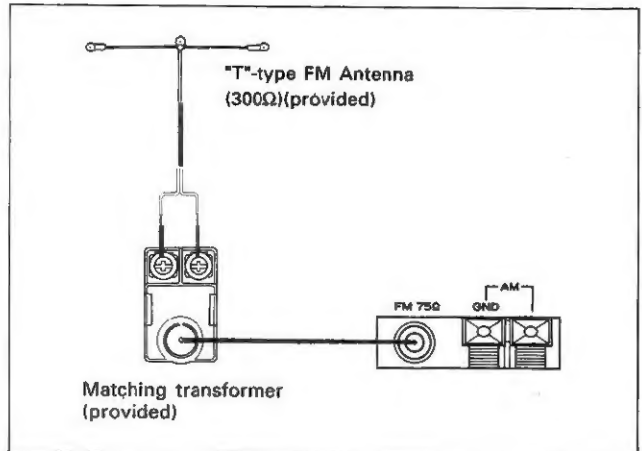 "T"-type FM Antenna
(300Ω)(provided)
AM
FM 75Ω GND
Matching transformer
(provided)